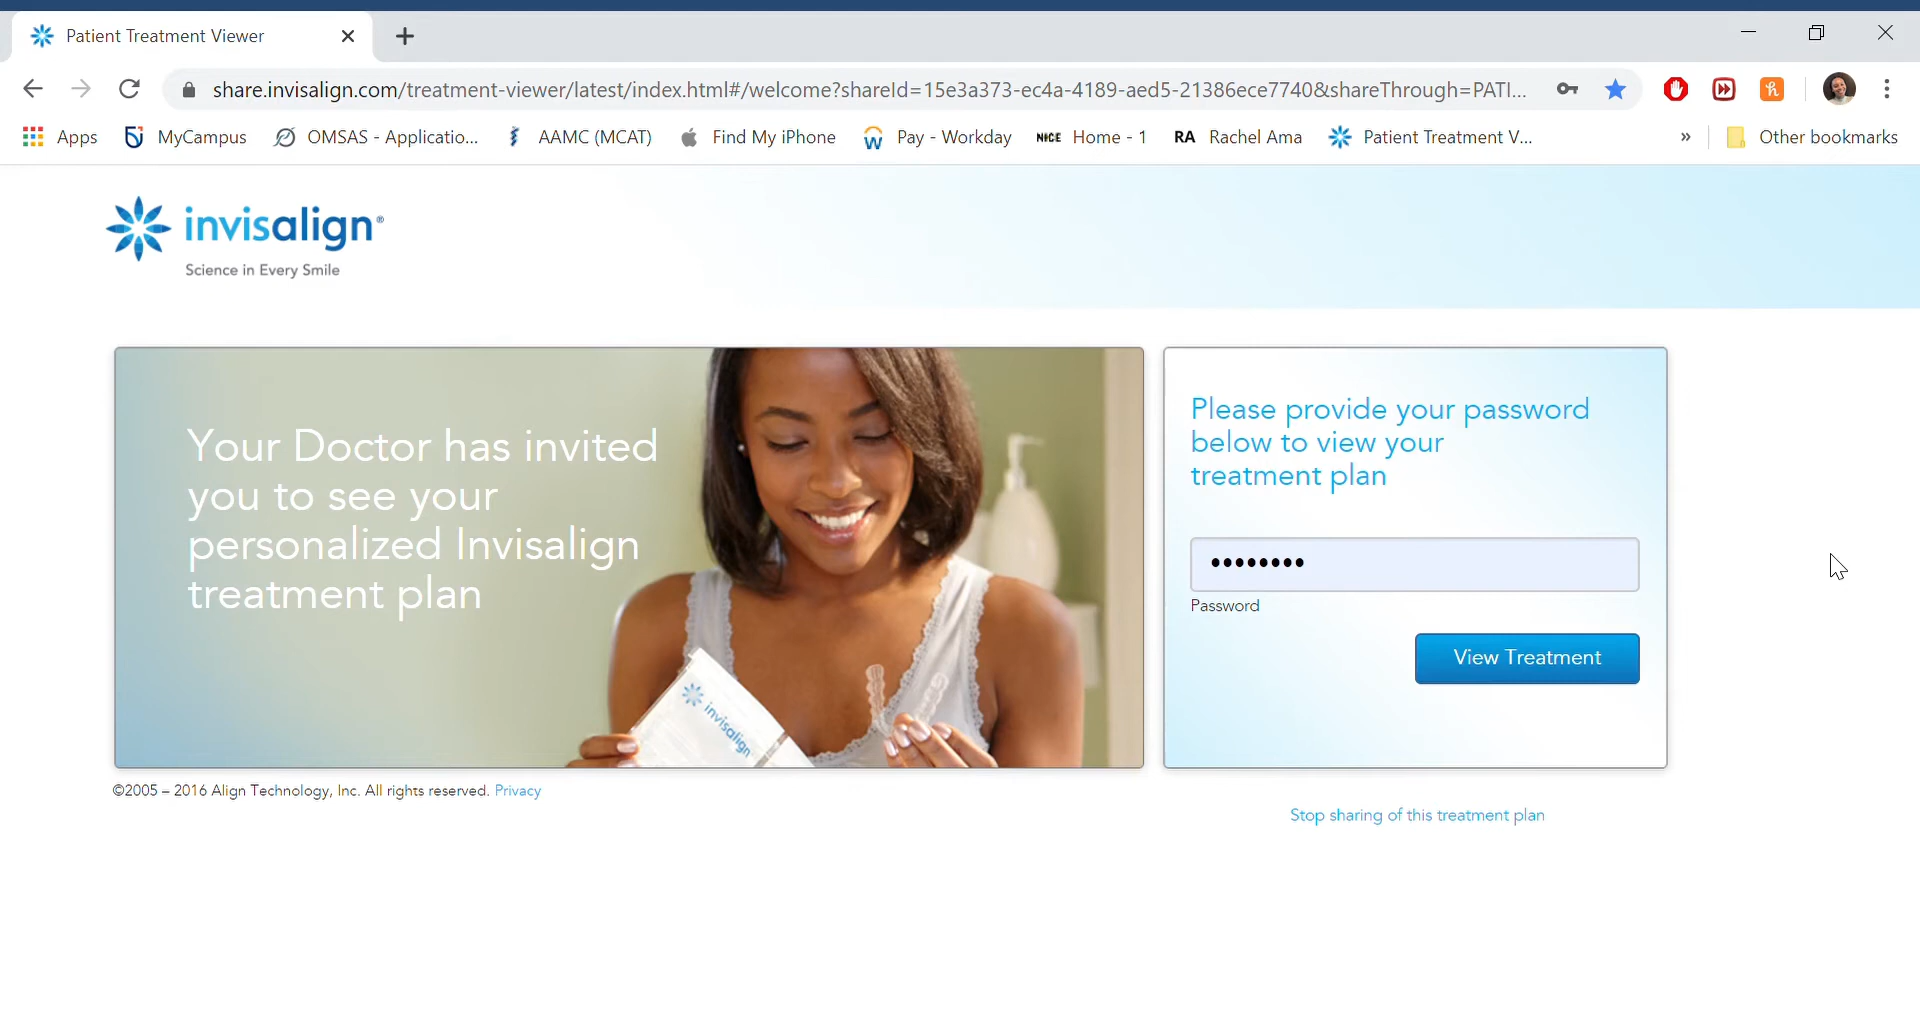 Patient Treatment Viewer
share.invisalign.com/treatment-viewer/latest/index.html#/welcome?shareId=15e3a373-ec4a-4189-aed5-21386ece7740&shareThrough=PATI...
Apps MyCampus OMSAS - Applicatio... AAMC (MCAT) Find My iPhone Pay - Workday NICE Home - 1 RA Rachel Ama Patient Treatment V... » Other bookmarks
invisalign®
Science in Every Smile
Your Doctor has invited
you to see your
personalized Invisalign
treatment plan
invisalign
Please provide your password
below to view your
treatment plan
••••••••
Password
View Treatment
©2005 – 2016 Align Technology, Inc. All rights reserved. Privacy
Stop sharing of this treatment plan